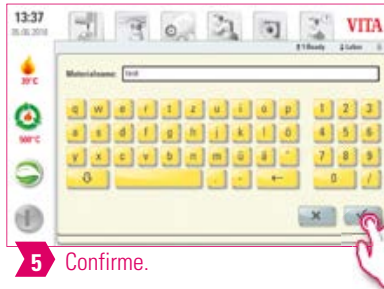 13:37
VITA
Materialname: test
q w e r t z u i o p 1 2 3
a s d f g h j k l ö 4 5 6
y x c v b n m ü ä 7 8 9
. - ← 0 /
5 Confirme.